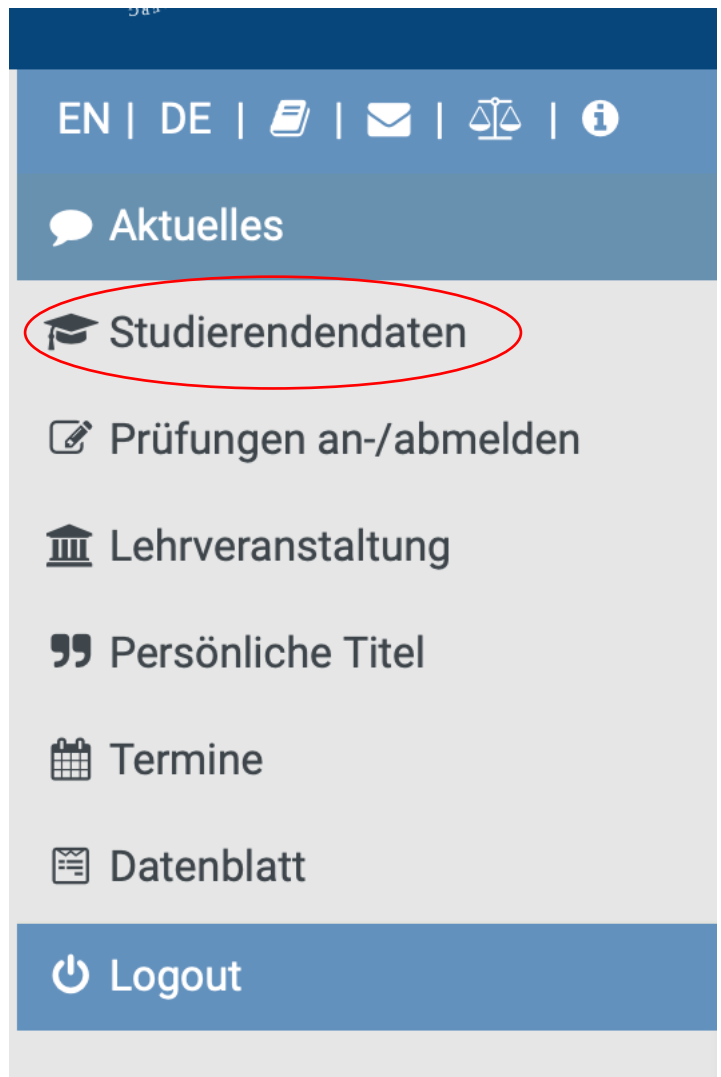 EN | DE | | | |
Aktuelles
Studierendendaten
Prüfungen an-/abmelden
Lehrveranstaltung
Persönliche Titel
Termine
Datenblatt
Logout